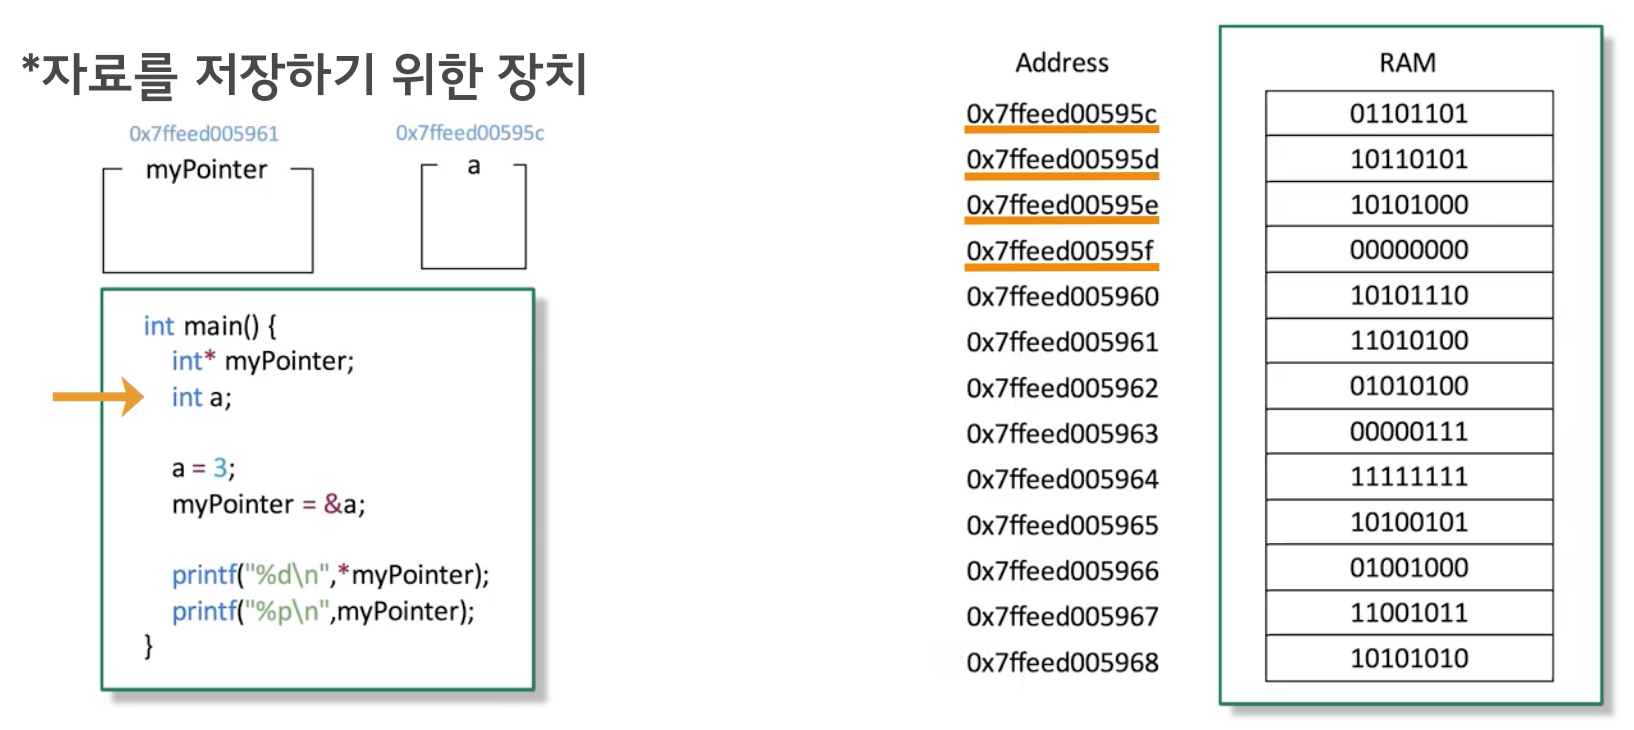 *자료를 저장하기 위한 장치
0x7ffeed005961
0x7ffeed00595c
myPointer
a
int main() {
int* myPointer;
int a;
a = 3;
myPointer = &a;
printf("%d\n",*myPointer);
printf("%p\n",myPointer);
}
Address
RAM
0x7ffeed00595c
01101101
0x7ffeed00595d
10110101
0x7ffeed00595e
10101000
0x7ffeed00595f
00000000
0x7ffeed005960
10101110
0x7ffeed005961
11010100
0x7ffeed005962
01010100
0x7ffeed005963
00000111
0x7ffeed005964
11111111
0x7ffeed005965
10100101
0x7ffeed005966
01001000
0x7ffeed005967
11001011
0x7ffeed005968
10101010